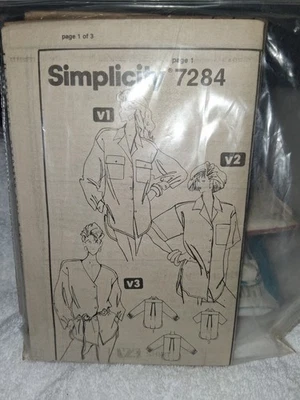 page 1 of 3
page 1
Simplicity 7284
v1
v2
v3